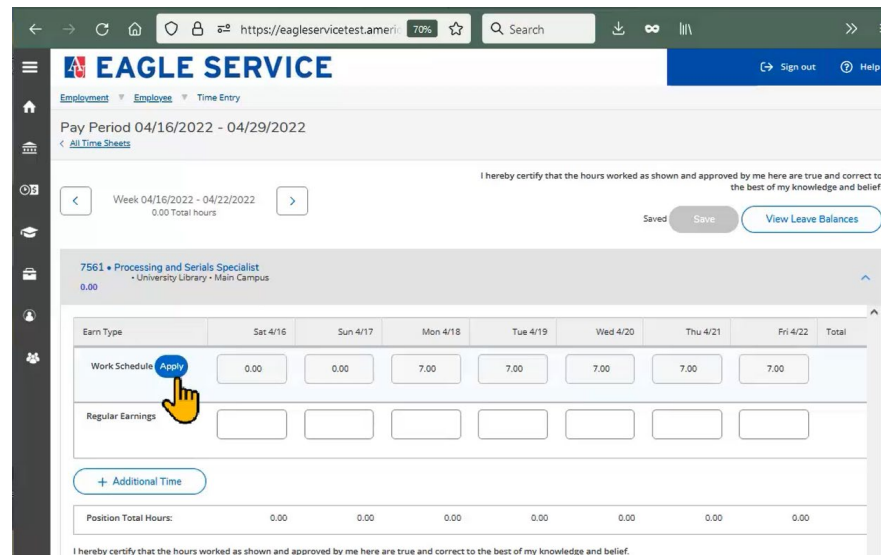 https://eagleservicetest.americ 70% Search
EAGLE SERVICE
Sign out Help
Employment Employee Time Entry
Pay Period 04/16/2022 - 04/29/2022
< All Time Sheets
I hereby certify that the hours worked as shown and approved by me here are true and correct to
the best of my knowledge and belief.
Week 04/16/2022 - 04/22/2022
0.00 Total hours
Saved Save View Leave Balances
7561 • Processing and Serials Specialist
• University Library • Main Campus
0.00
Earn Type Sat 4/16 Sun 4/17 Mon 4/18 Tue 4/19 Wed 4/20 Thu 4/21 Fri 4/22 Total
Work Schedule Apply 0.00 0.00 7.00 7.00 7.00 7.00 7.00
Regular Earnings
+ Additional Time
Position Total Hours: 0.00 0.00 0.00 0.00 0.00 0.00 0.00
I hereby certify that the hours worked as shown and approved by me here are true and correct to the best of my knowledge and belief.